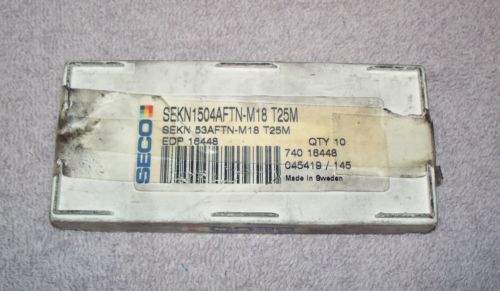 SECO
SEKN1504AFTN-M18 T25M
SEKN 53AFTN-M18 T25M
EDP 16448 QTY 10
740 16448
045419 / 145
Made in Sweden